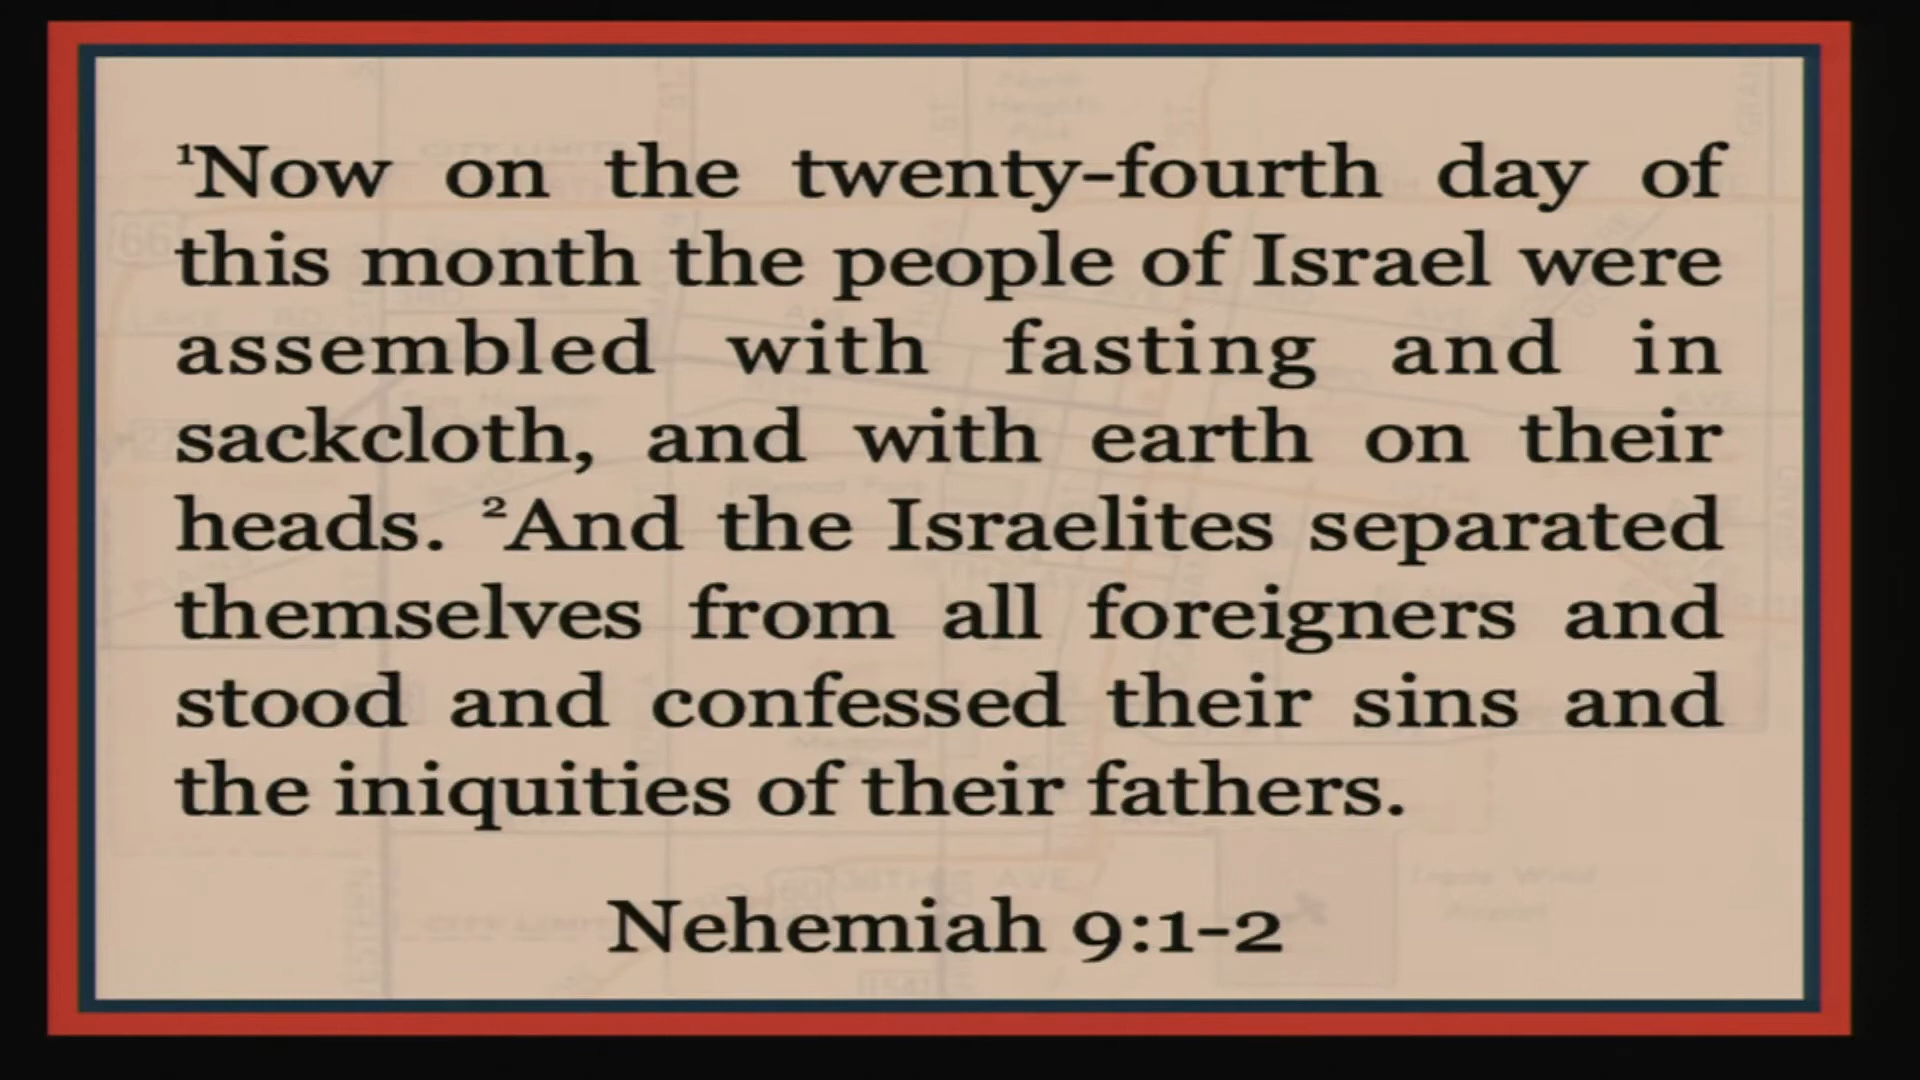 ¹Now on the twenty-fourth day of
this month the people of Israel were
assembled with fasting and in
sackcloth, and with earth on their
heads. ²And the Israelites separated
themselves from all foreigners and
stood and confessed their sins and
the iniquities of their fathers.
Nehemiah 9:1-2